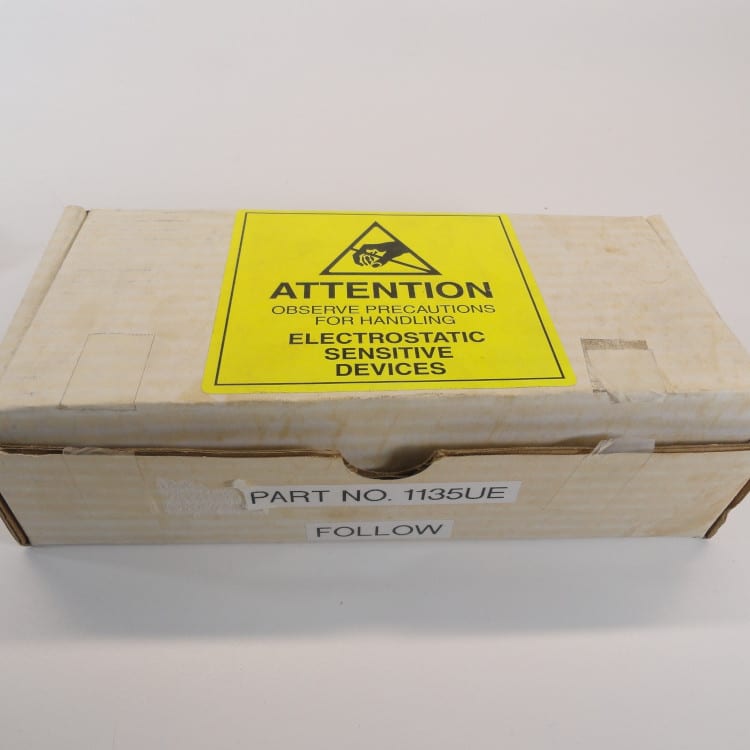 ATTENTION
OBSERVE PRECAUTIONS
FOR HANDLING
ELECTROSTATIC
SENSITIVE
DEVICES
PART NO. 1135UE
FOLLOW